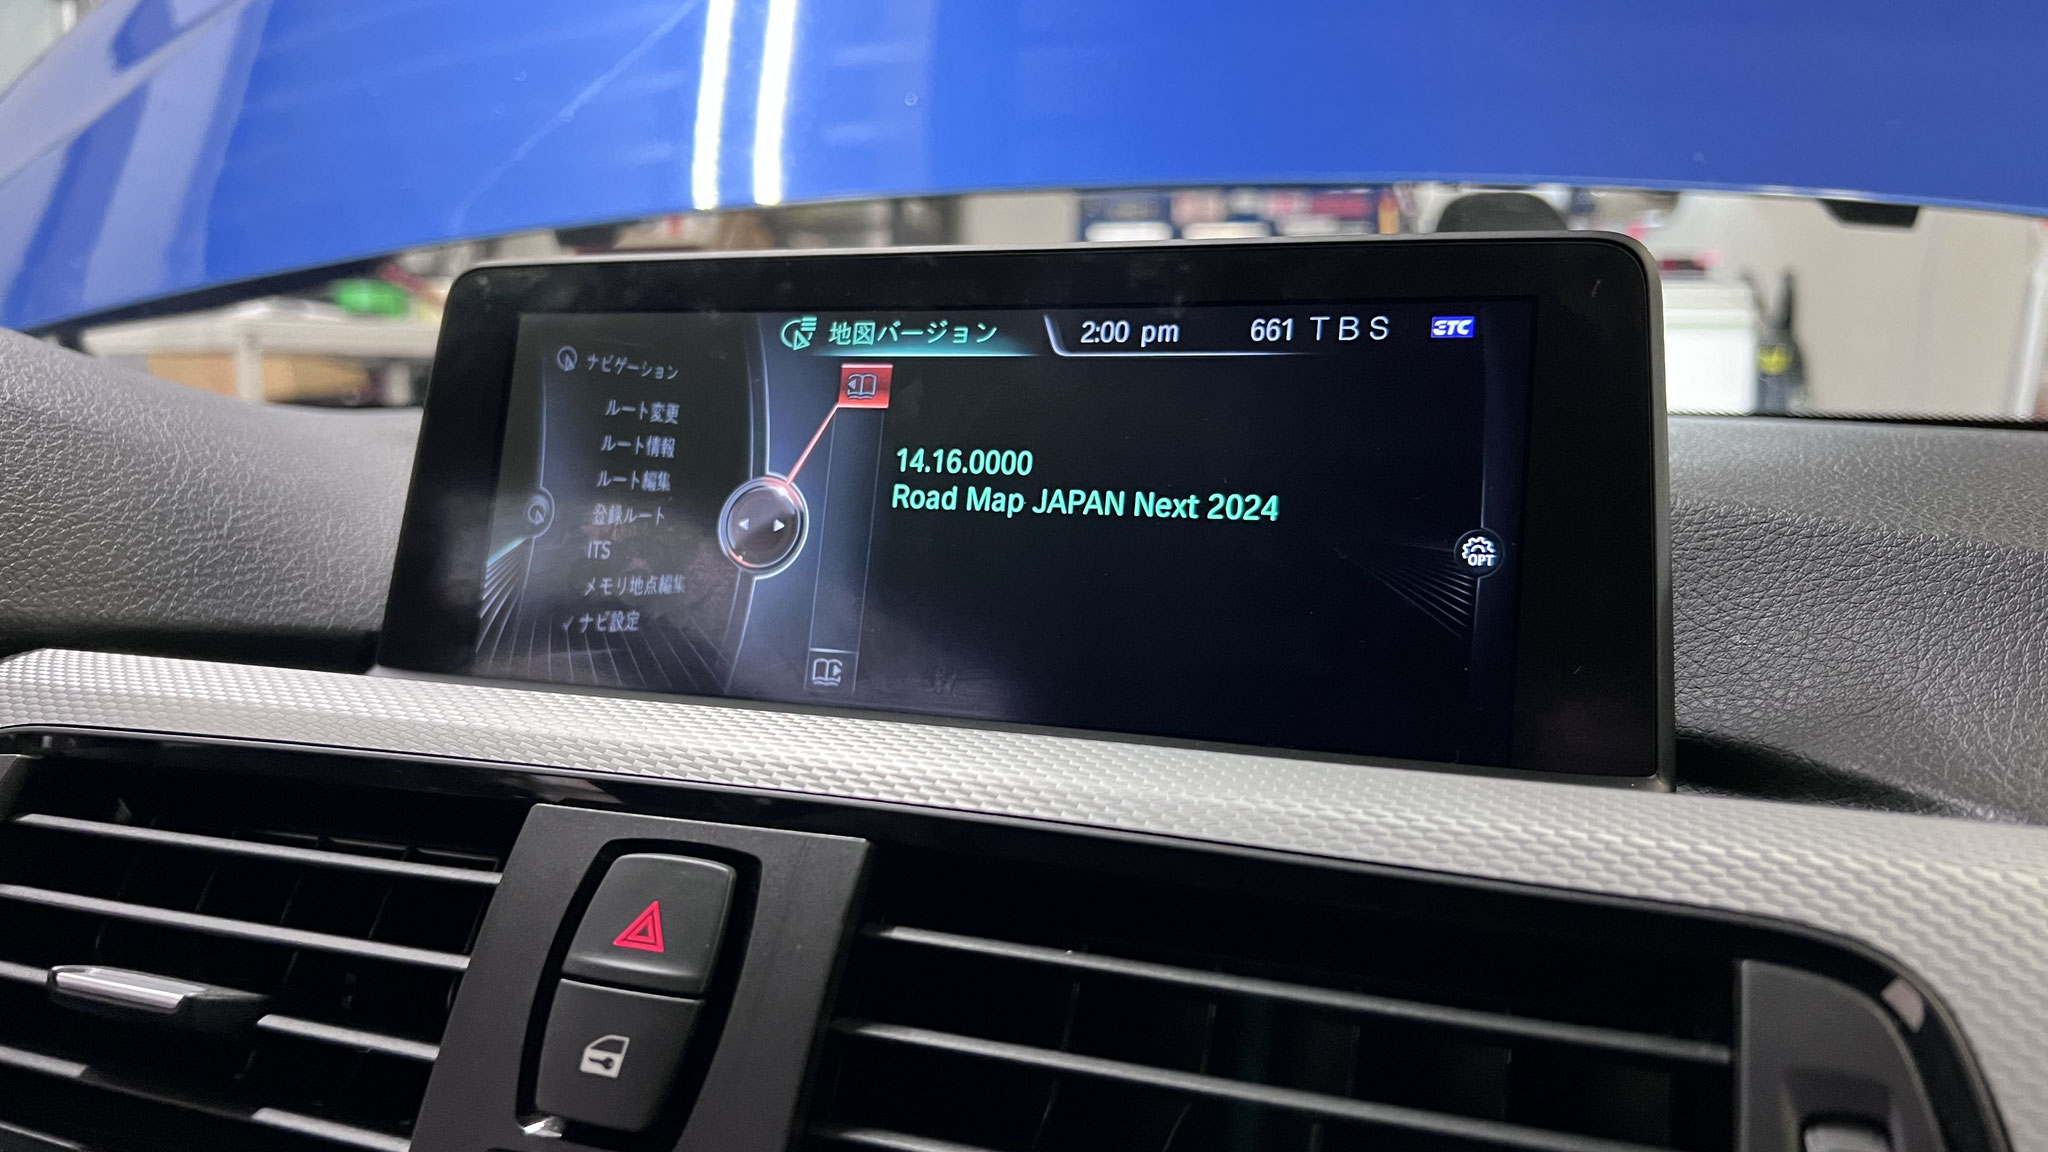 地図バージョン
2:00 pm
661 TBS
ETC
ナビゲーション
ルート変更
ルート情報
ルート編集
登録ルート
ITS
メモリ地点編集
✓ナビ設定
14.16.0000
Road Map JAPAN Next 2024
OPT